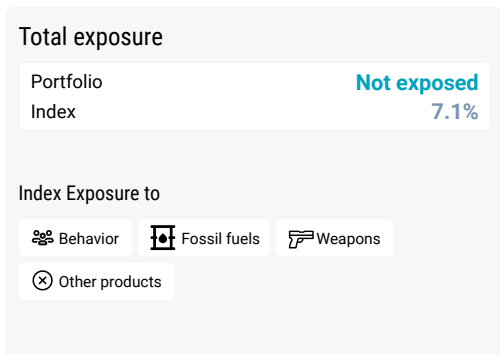 Total exposure
Portfolio Not exposed
Index 7.1%
Index Exposure to
Behavior Fossil fuels Weapons
Other products